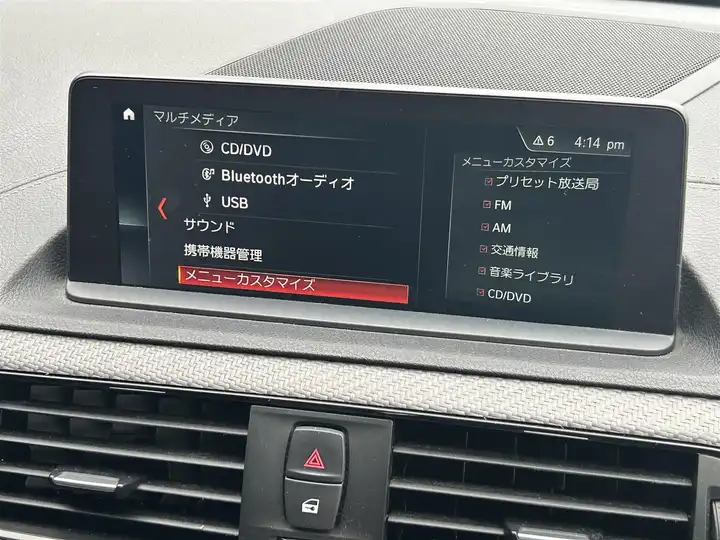 マルチメディア
CD/DVD
Bluetoothオーディオ
USB
サウンド
携帯機器管理
メニューカスタマイズ
6 4:14 pm
メニューカスタマイズ
プリセット放送局
FM
AM
交通情報
音楽ライブラリ
CD/DVD